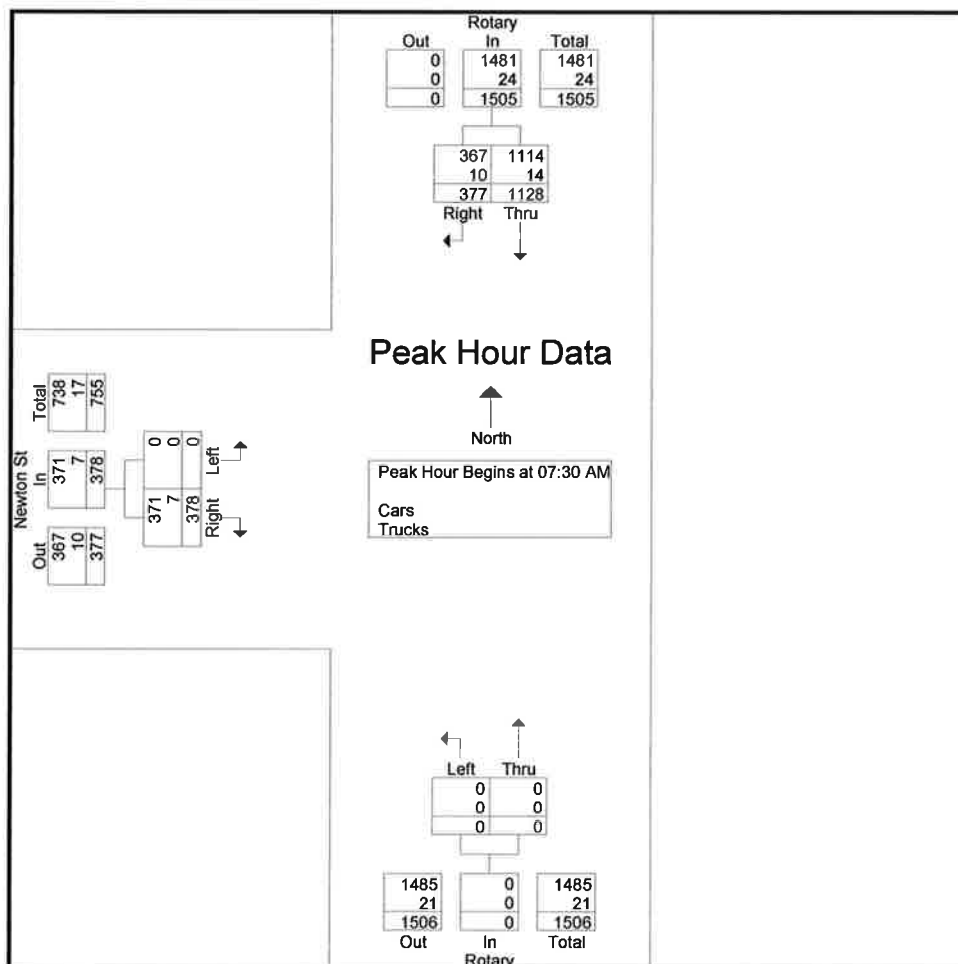 Rotary
Out In Total
0 1481 1481
0 24 24
0 1505 1505
367 1114
10 14
377 1128
Right Thru
Peak Hour Data
North
Peak Hour Begins at 07:30 AM
Cars
Trucks
Newton St
Out In Total
367 371 738
10 7 17
377 378 755
371 0
7 0
378 0
Right Left
Left Thru
0 0
0 0
0 0
1485 0 1485
21 0 21
1506 0 1506
Out In Total
Rotary